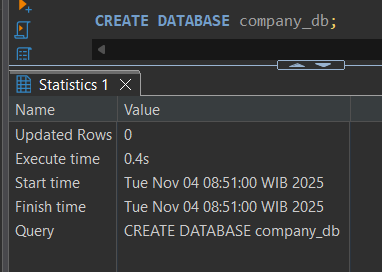 CREATE DATABASE company_db;
Statistics 1
Name Value
Updated Rows 0
Execute time 0.4s
Start time Tue Nov 04 08:51:00 WIB 2025
Finish time Tue Nov 04 08:51:00 WIB 2025
Query CREATE DATABASE company_db